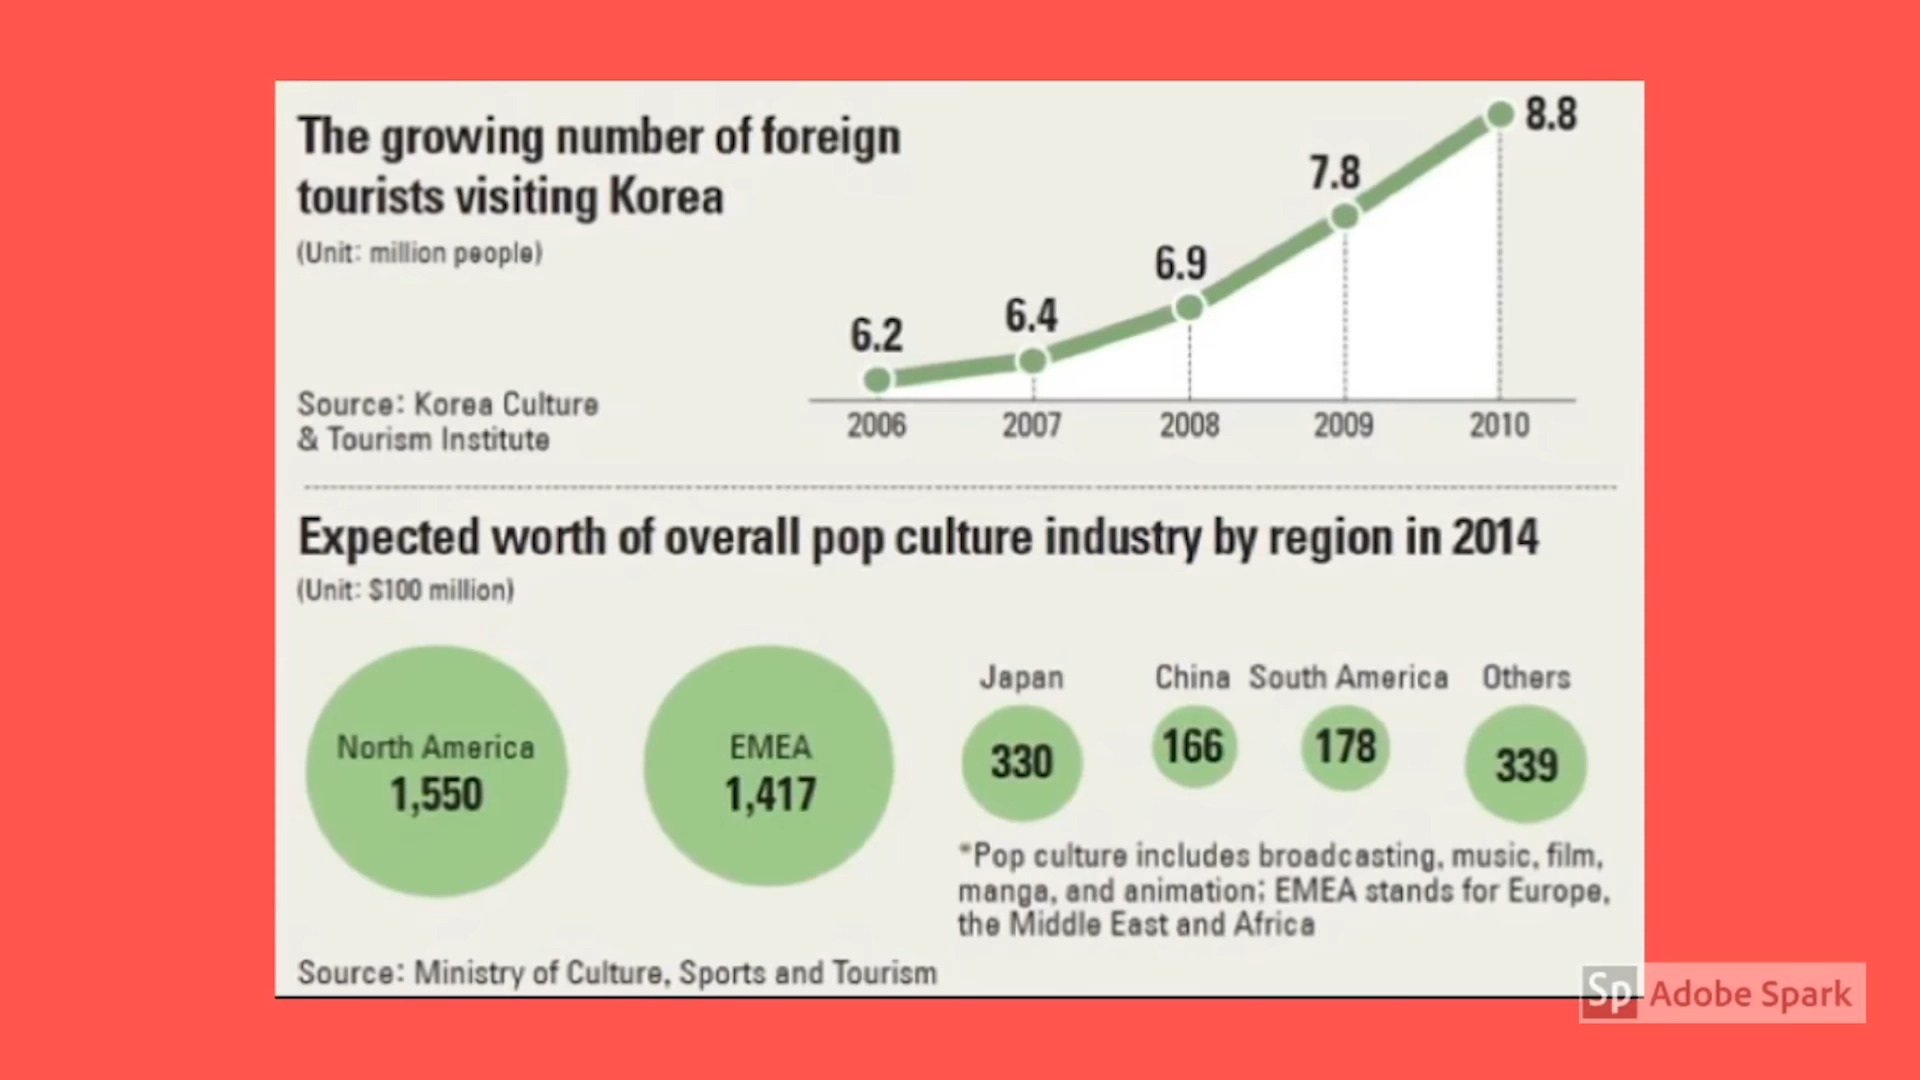 The growing number of foreign
tourists visiting Korea
(Unit: million people)
6.2
6.4
6.9
7.8
8.8
2006 2007 2008 2009 2010
Source: Korea Culture
& Tourism Institute
Expected worth of overall pop culture industry by region in 2014
(Unit: $100 million)
North America
1,550
EMEA
1,417
Japan
330
China
166
South America
178
Others
339
*Pop culture includes broadcasting, music, film,
manga, and animation; EMEA stands for Europe,
the Middle East and Africa
Source: Ministry of Culture, Sports and Tourism
Sp Adobe Spark